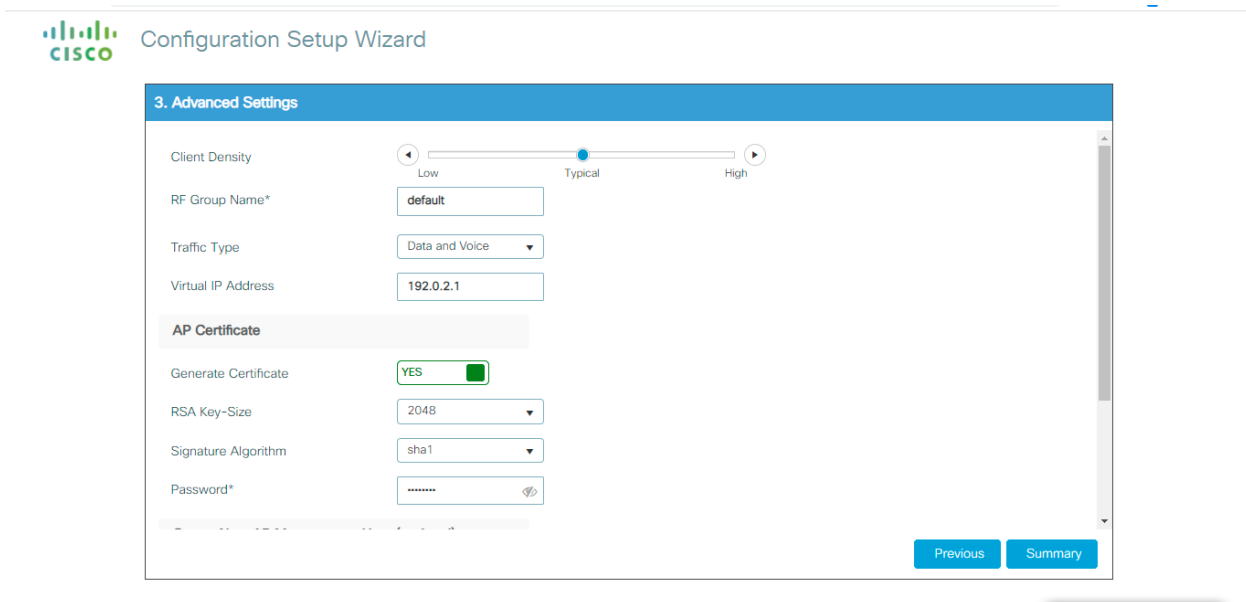 CISCO Configuration Setup Wizard
3. Advanced Settings
Client Density
Low Typical High
RF Group Name* default
Traffic Type Data and Voice
Virtual IP Address 192.0.2.1
AP Certificate
Generate Certificate YES
RSA Key-Size 2048
Signature Algorithm sha1
Password* ••••••••
Previous Summary